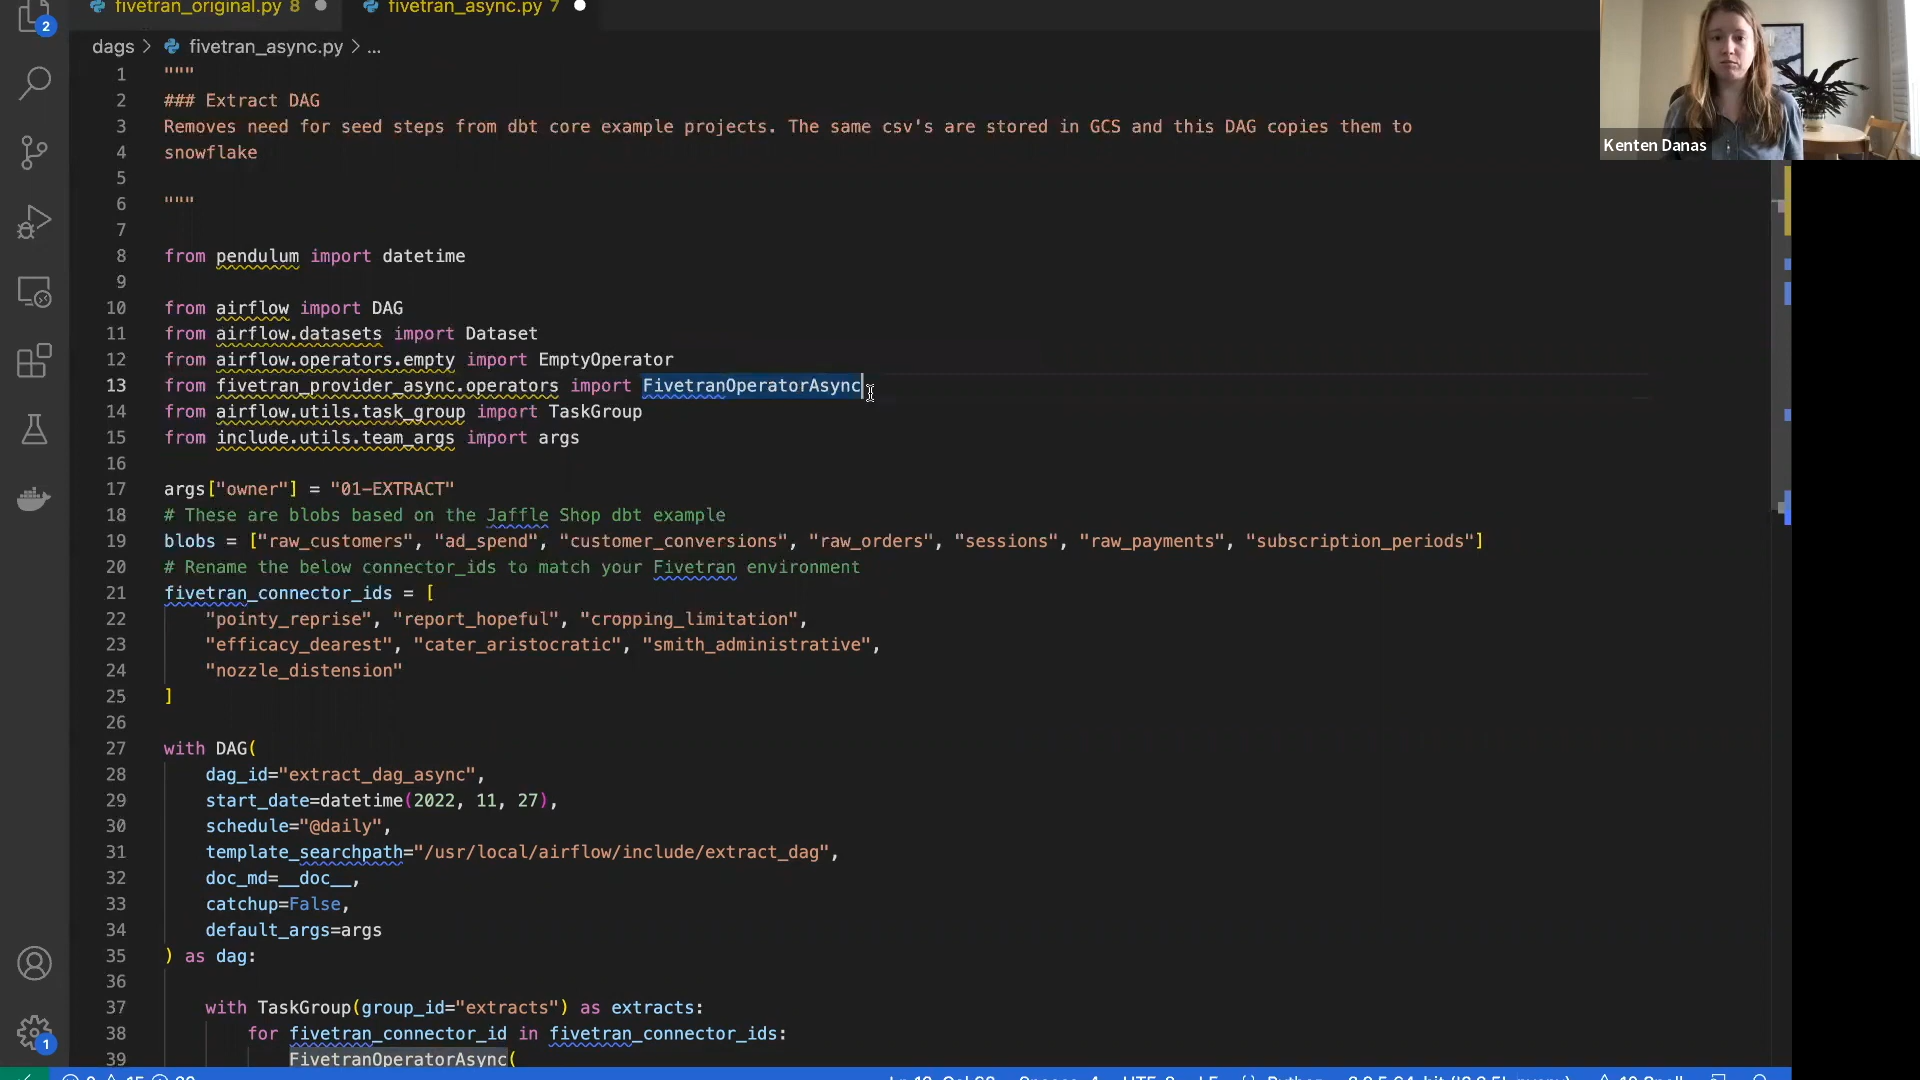 fivetran_original.py 8
fivetran_async.py 7
2
dags > fivetran_async.py > ...
1 """
2 ### Extract DAG
3 Removes need for seed steps from dbt core example projects. The same csv's are stored in GCS and this DAG copies them to
4 snowflake
5
6 """
7
8 from pendulum import datetime
9
10 from airflow import DAG
11 from airflow.datasets import Dataset
12 from airflow.operators.empty import EmptyOperator
13 from fivetran_provider_async.operators import FivetranOperatorAsync
14 from airflow.utils.task_group import TaskGroup
15 from include.utils.team_args import args
16
17 args["owner"] = "01-EXTRACT"
18 # These are blobs based on the Jaffle Shop dbt example
19 blobs = ["raw_customers", "ad_spend", "customer_conversions", "raw_orders", "sessions", "raw_payments", "subscription_periods"]
20 # Rename the below connector_ids to match your Fivetran environment
21 fivetran_connector_ids = [
22 "pointy_reprise", "report_hopeful", "cropping_limitation",
23 "efficacy_dearest", "cater_aristocratic", "smith_administrative",
24 "nozzle_distension"
25 ]
26
27 with DAG(
28 dag_id="extract_dag_async",
29 start_date=datetime(2022, 11, 27),
30 schedule="@daily",
31 template_searchpath="/usr/local/airflow/include/extract_dag",
32 doc_md=__doc__,
33 catchup=False,
34 default_args=args
35 ) as dag:
36
37 with TaskGroup(group_id="extracts") as extracts:
38 for fivetran_connector_id in fivetran_connector_ids:
39 FivetranOperatorAsync(
1
Kenten Danas